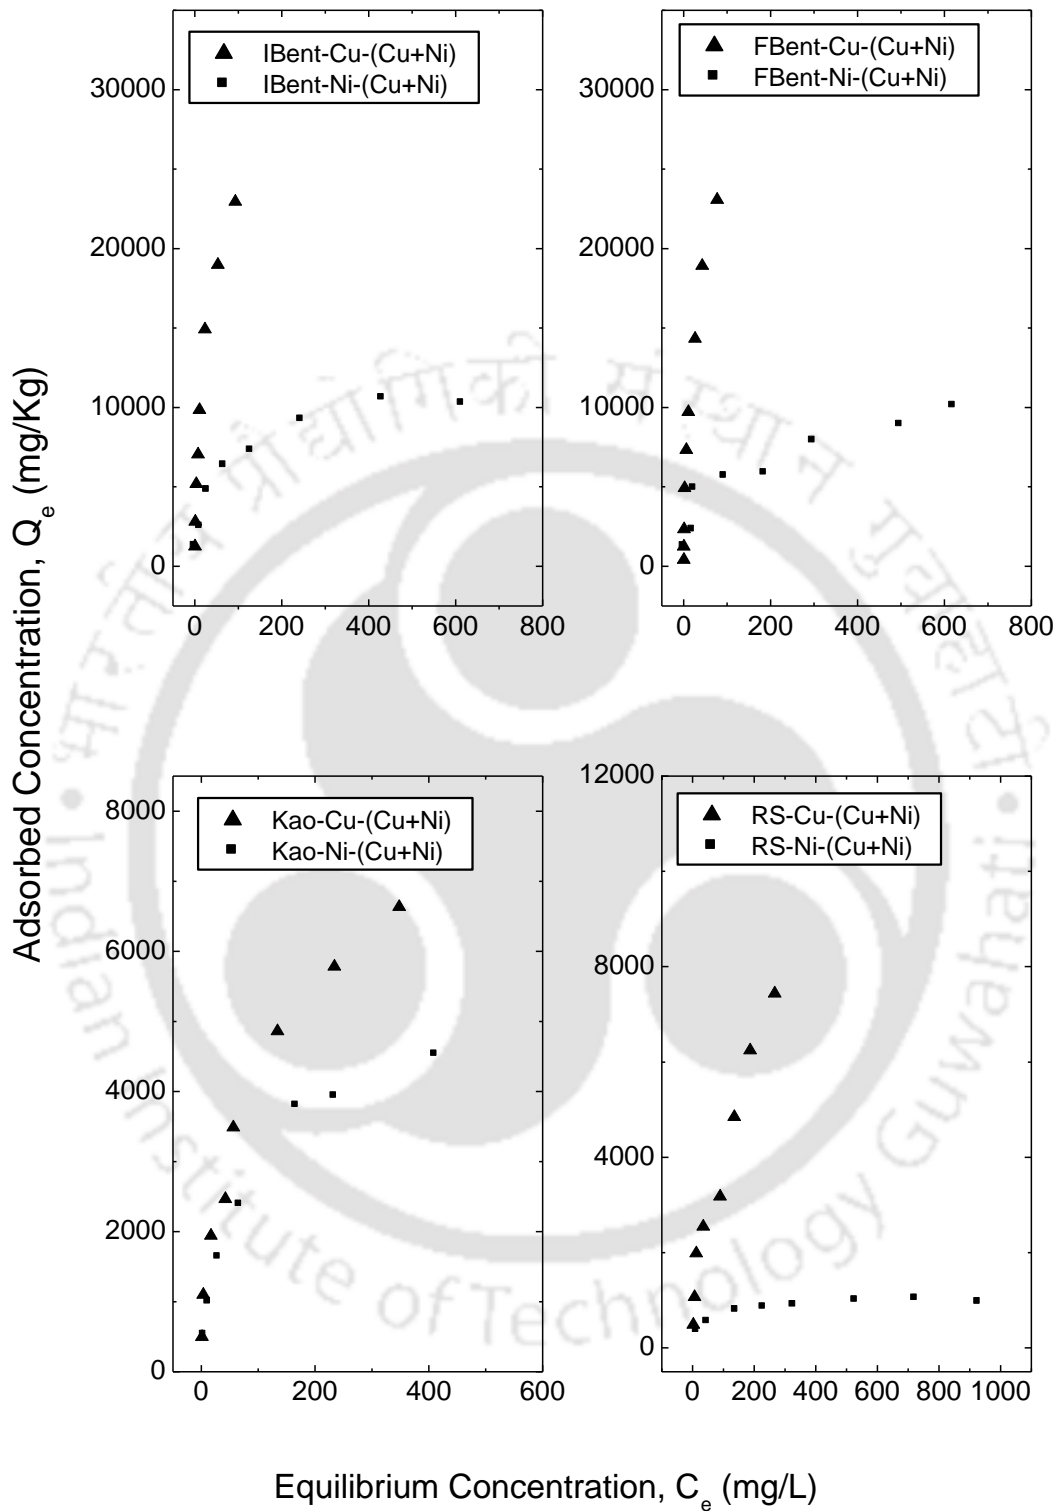 IBent-Cu-(Cu+Ni)
IBent-Ni-(Cu+Ni)
30000
20000
10000
0
0 200 400 600 800
FBent-Cu-(Cu+Ni)
FBent-Ni-(Cu+Ni)
30000
20000
10000
0
0 200 400 600 800
Adsorbed Concentration, Qe (mg/Kg)
Kao-Cu-(Cu+Ni)
Kao-Ni-(Cu+Ni)
8000
6000
4000
2000
0
0 200 400 600
RS-Cu-(Cu+Ni)
RS-Ni-(Cu+Ni)
12000
8000
4000
0
0 200 400 600 800 1000
Equilibrium Concentration, Ce (mg/L)
भारतीय प्रौद्योगिकी संस्थान गुवाहाटी
Indian Institute of Technology Guwahati